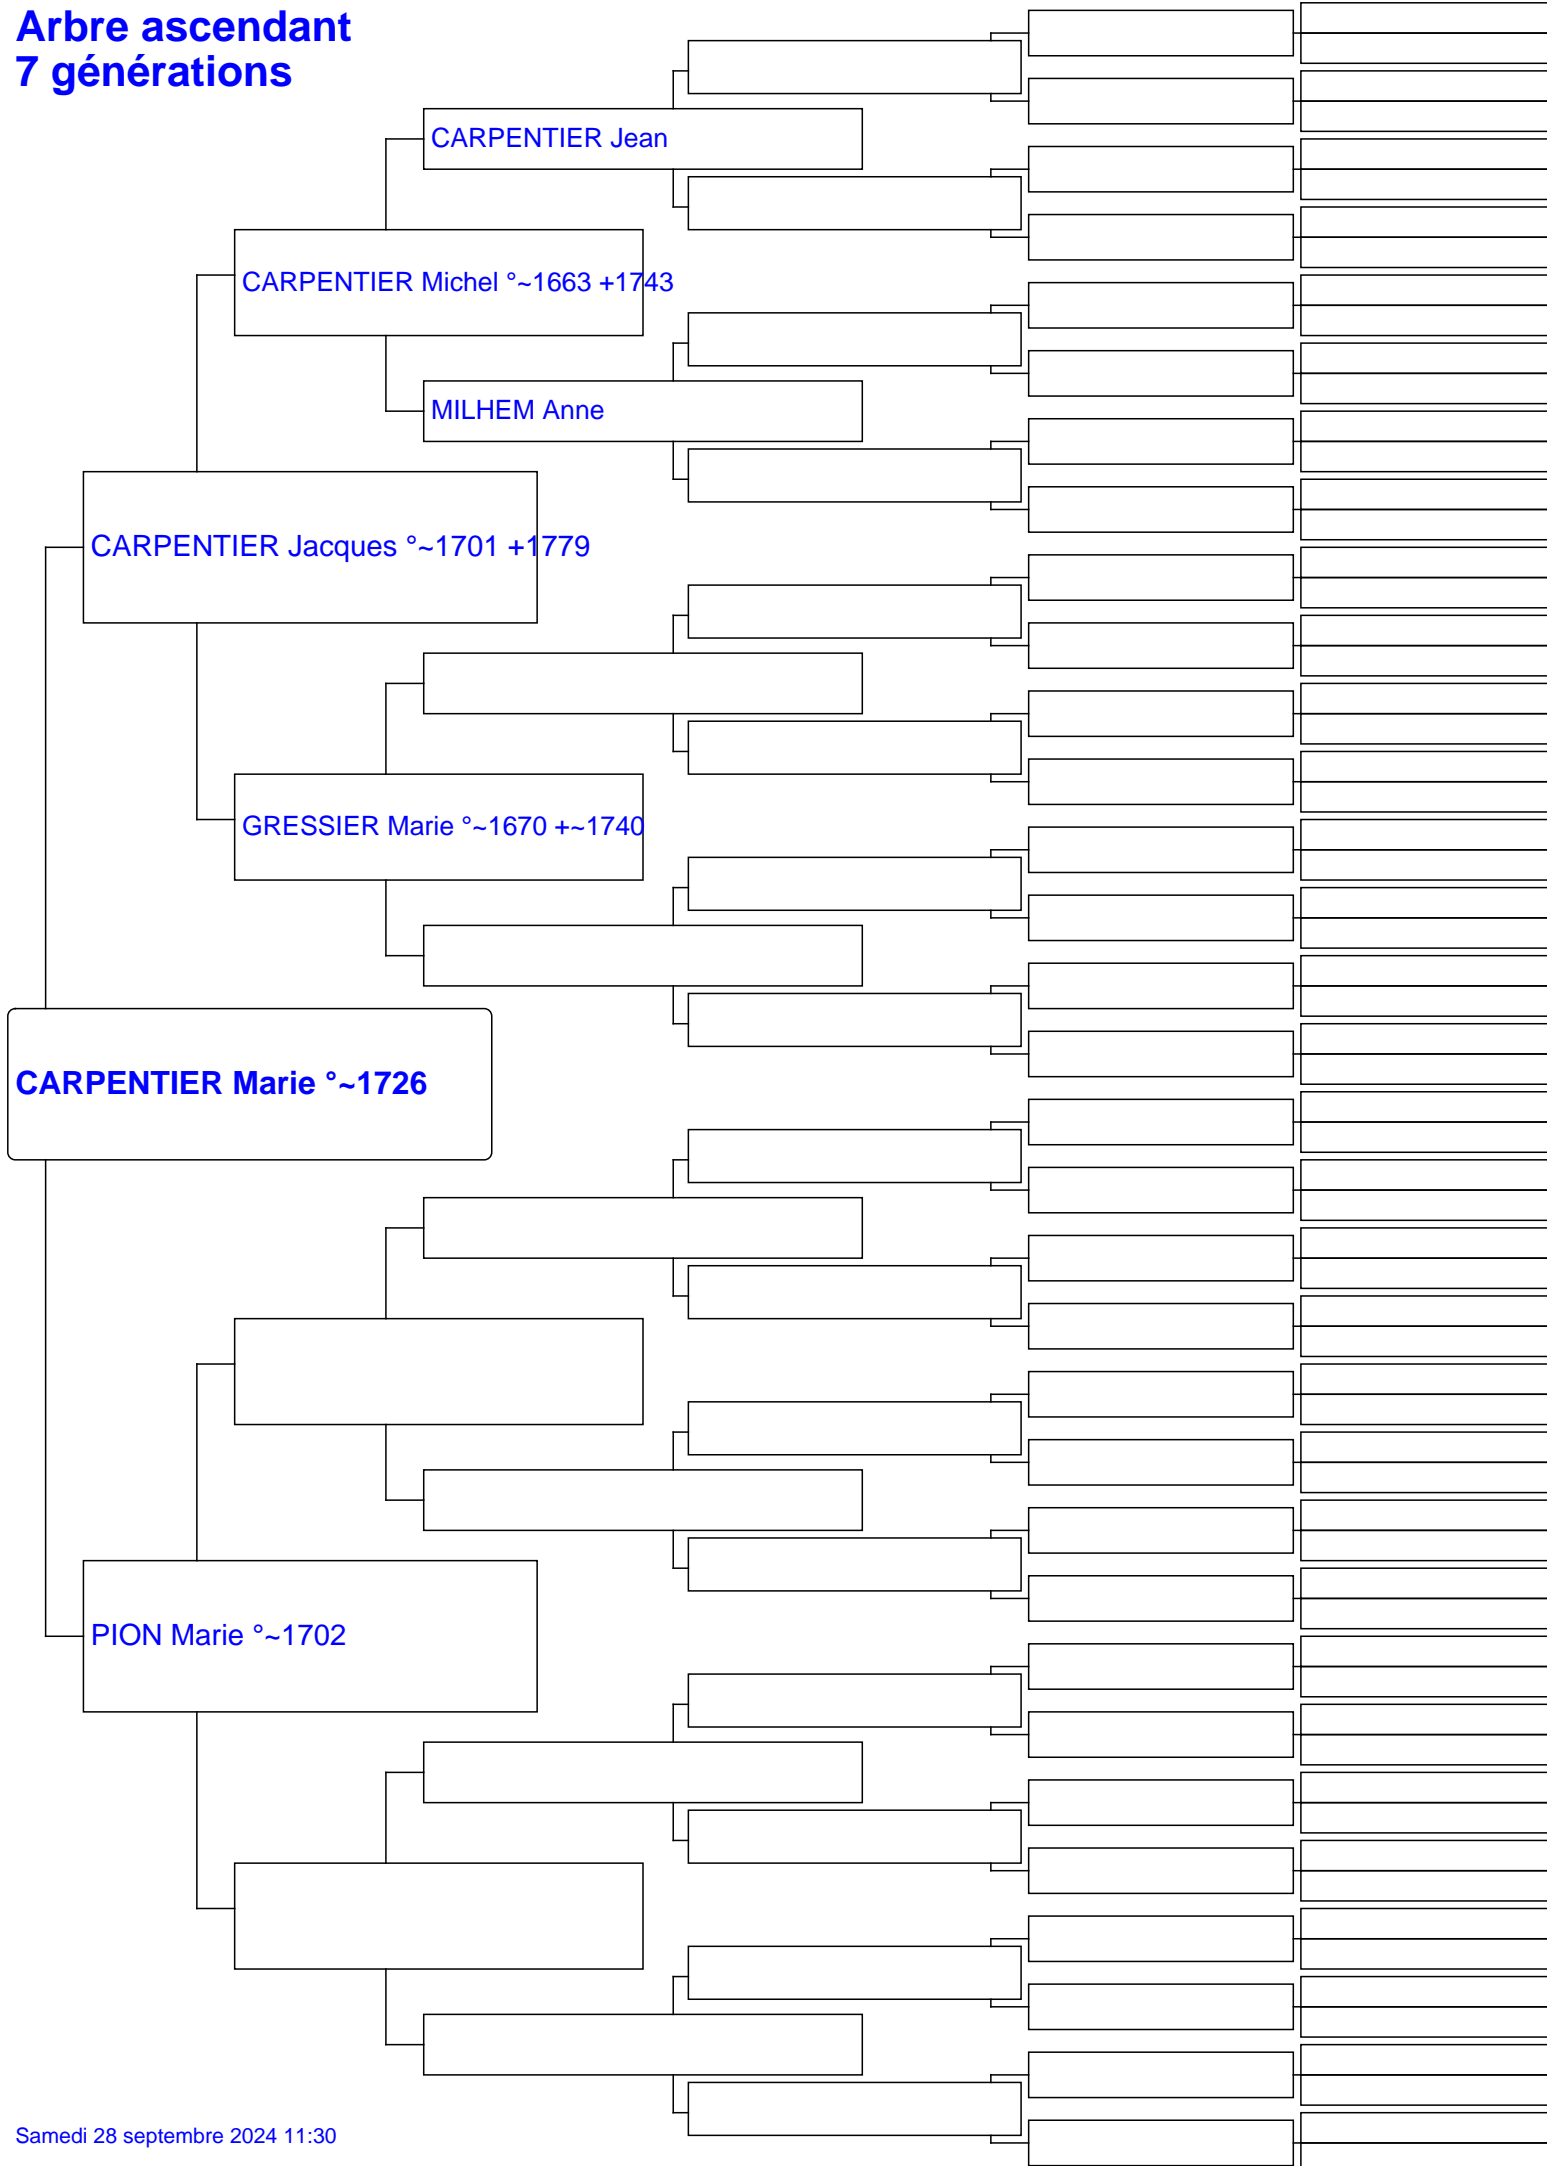 Arbre ascendant
7 générations
CARPENTIER Jean
CARPENTIER Michel °~1663 +1743
MILHEM Anne
CARPENTIER Jacques °~1701 +1779
GRESSIER Marie °~1670 +~1740
CARPENTIER Marie °~1726
PION Marie °~1702
Samedi 28 septembre 2024 11:30